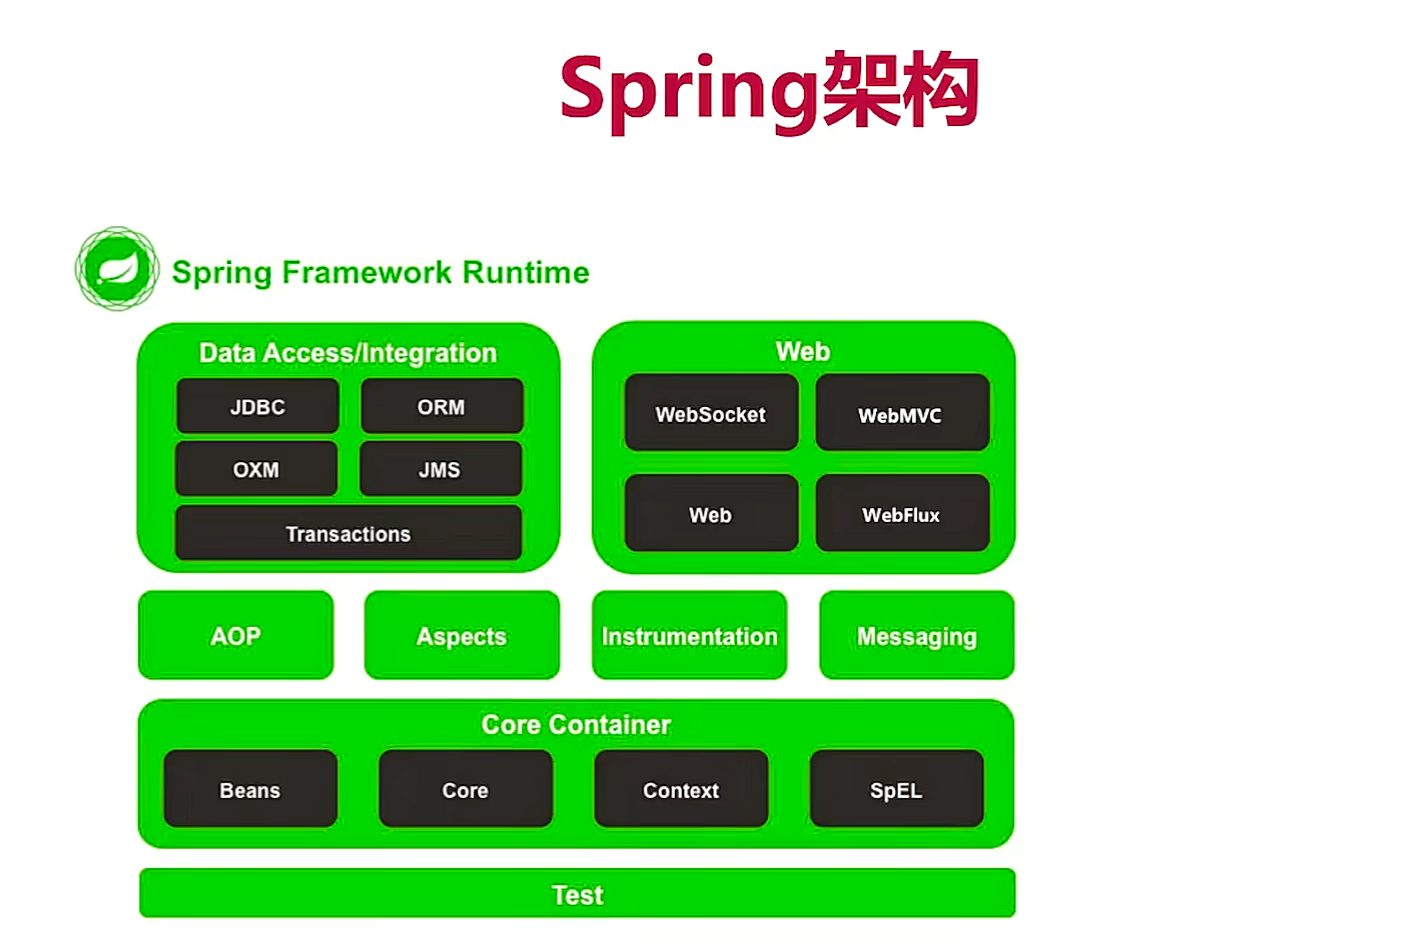 Spring架构
Spring Framework Runtime
Data Access/Integration
JDBC
ORM
OXM
JMS
Transactions
Web
WebSocket
WebMVC
Web
WebFlux
AOP
Aspects
Instrumentation
Messaging
Core Container
Beans
Core
Context
SpEL
Test